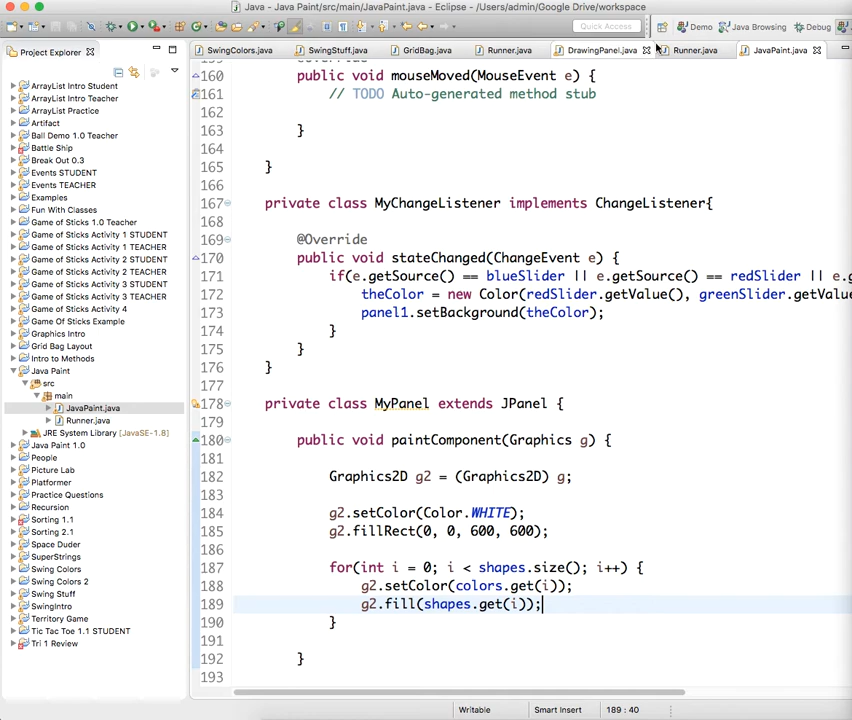 Java - Java Paint/src/main/JavaPaint.java - Eclipse - /Users/admin/Google Drive/workspace
Quick Access
Demo
Java Browsing
Debug
Project Explorer
SwingColors.java
SwingStuff.java
GridBag.java
Runner.java
DrawingPanel.java
Runner.java
JavaPaint.java
ArrayList Intro Student
ArrayList Intro Teacher
ArrayList Practice
Artifact
Ball Demo 1.0 Teacher
Battle Ship
Break Out 0.3
Events STUDENT
Events TEACHER
Examples
Fun With Classes
Game of Sticks 1.0 Teacher
Game of Sticks Activity 1 STUDENT
Game of Sticks Activity 1 TEACHER
Game of Sticks Activity 2 STUDENT
Game of Sticks Activity 2 TEACHER
Game of Sticks Activity 3 STUDENT
Game of Sticks Activity 3 TEACHER
Game of Sticks Activity 4
Game Of Sticks Example
Graphics Intro
Grid Bag Layout
Intro to Methods
Java Paint
src
main
JavaPaint.java
Runner.java
JRE System Library [JavaSE-1.8]
Java Paint 1.0
People
Picture Lab
Platformer
Practice Questions
Recursion
Sorting 1.1
Sorting 2.1
Space Duder
SuperStrings
Swing Colors
Swing Colors 2
SwingIntro
Territory Game
Tic Tac Toe 1.1 STUDENT
Tri 1 Review
160 public void mouseMoved(MouseEvent e) {
161 // TODO Auto-generated method stub
162
163 }
164
165 }
166
167 private class MyChangeListener implements ChangeListener{
168
169 @Override
170 public void stateChanged(ChangeEvent e) {
171 if(e.getSource() == blueSlider || e.getSource() == redSlider || e.g
172 theColor = new Color(redSlider.getValue(), greenSlider.getValue
173 panel1.setBackground(theColor);
174 }
175 }
176 }
177
178 private class MyPanel extends JPanel {
179
180 public void paintComponent(Graphics g) {
181
182 Graphics2D g2 = (Graphics2D) g;
183
184 g2.setColor(Color.WHITE);
185 g2.fillRect(0, 0, 600, 600);
186
187 for(int i = 0; i < shapes.size(); i++) {
188 g2.setColor(colors.get(i));
189 g2.fill(shapes.get(i));
190 }
191
192 }
193
Writable
Smart Insert
189 : 40